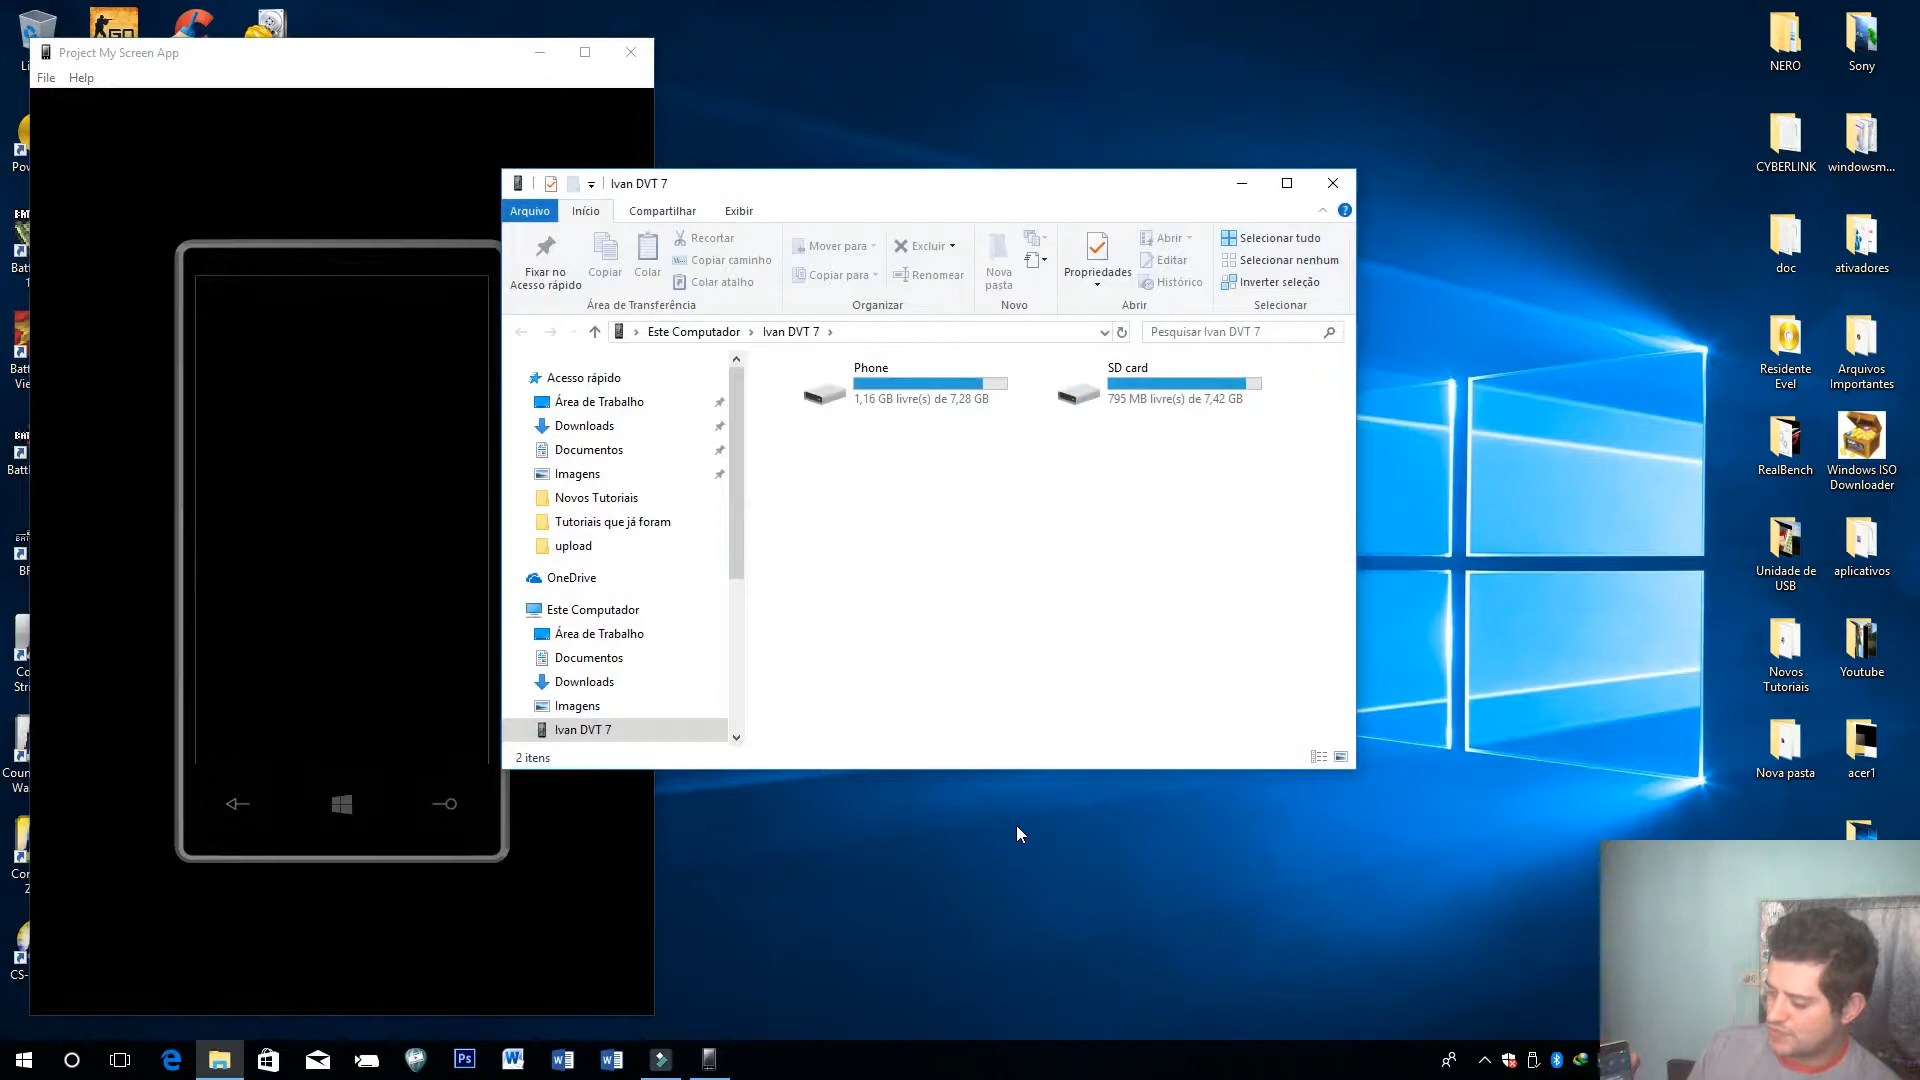 Project My Screen App
File Help
Ivan DVT 7
Arquivo Início Compartilhar Exibir
Fixar no
Acesso rápido
Copiar
Colar
Recortar
Copiar caminho
Colar atalho
Área de Transferência
Mover para
Copiar para
Excluir
Renomear
Organizar
Nova
pasta
Novo
Propriedades
Abrir
Editar
Histórico
Abrir
Selecionar tudo
Selecionar nenhum
Inverter seleção
Selecionar
Este Computador Ivan DVT 7
Pesquisar Ivan DVT 7
Acesso rápido
Área de Trabalho
Downloads
Documentos
Imagens
Novos Tutoriais
Tutoriais que já foram
upload
OneDrive
Este Computador
Área de Trabalho
Documentos
Downloads
Imagens
Ivan DVT 7
Phone
1,16 GB livre(s) de 7,28 GB
SD card
795 MB livre(s) de 7,42 GB
2 itens
NERO
Sony
CYBERLINK
windowsm...
doc
ativadores
Residente
Evel
Arquivos
Importantes
RealBench
Windows ISO
Downloader
Unidade de
USB
aplicativos
Novos
Tutoriais
Youtube
Nova pasta
acer1
GO
Ps